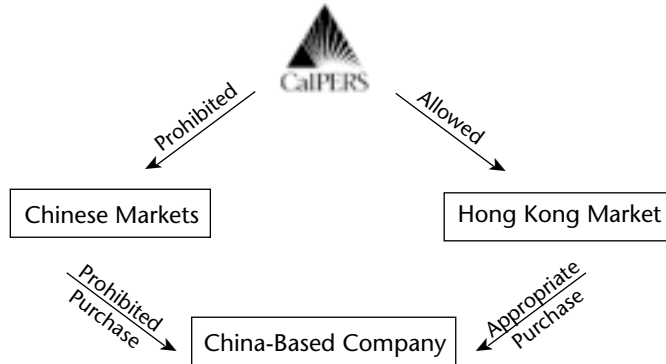 CalPERS
Prohibited
Allowed
Chinese Markets
Hong Kong Market
Prohibited
Purchase
Appropriate
Purchase
China-Based Company